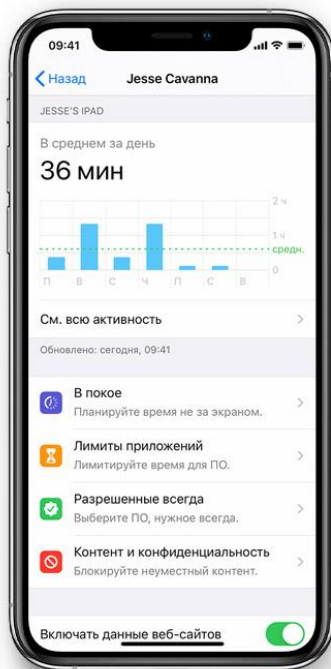 09:41
Назад
Jesse Cavanna
JESSE'S IPAD
В среднем за день
36 мин
2 ч
1 ч
средн.
0
П В С Ч П С В
См. всю активность
Обновлено: сегодня, 09:41
В покое
Планируйте время не за экраном.
Лимиты приложений
Лимитируйте время для ПО.
Разрешенные всегда
Выберите ПО, нужное всегда.
Контент и конфиденциальность
Блокируйте неуместный контент.
Включать данные веб-сайтов